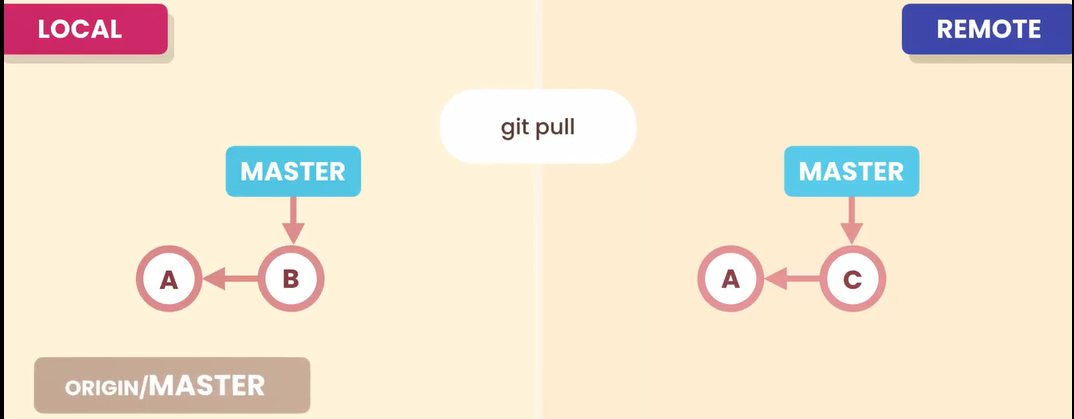 LOCAL
REMOTE
git pull
MASTER
MASTER
A
B
A
C
ORIGIN/MASTER